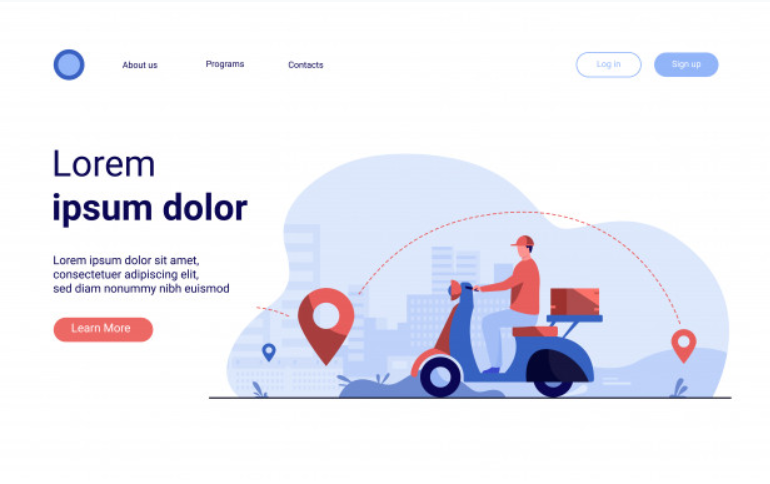 About us
Programs
Contacts
Log in
Sign up
Lorem
ipsum dolor
Lorem ipsum dolor sit amet,
consectetuer adipiscing elit,
sed diam nonummy nibh euismod
Learn More